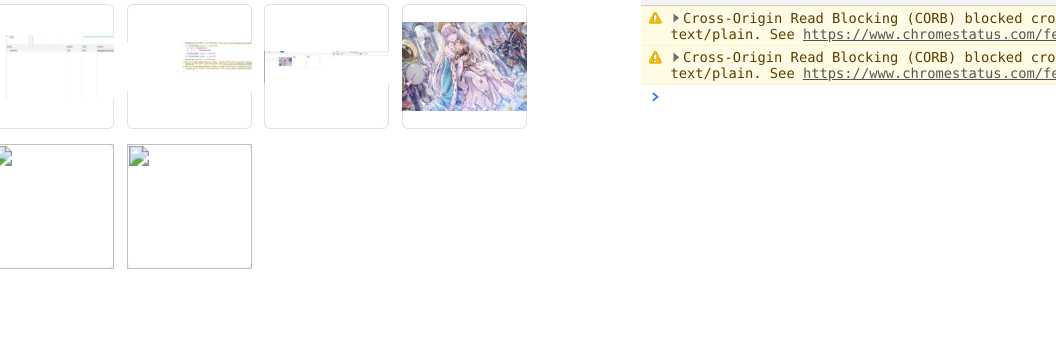 Cross-Origin Read Blocking (CORB) blocked cro
text/plain. See https://www.chromestatus.com/fe
Cross-Origin Read Blocking (CORB) blocked cro
text/plain. See https://www.chromestatus.com/fe